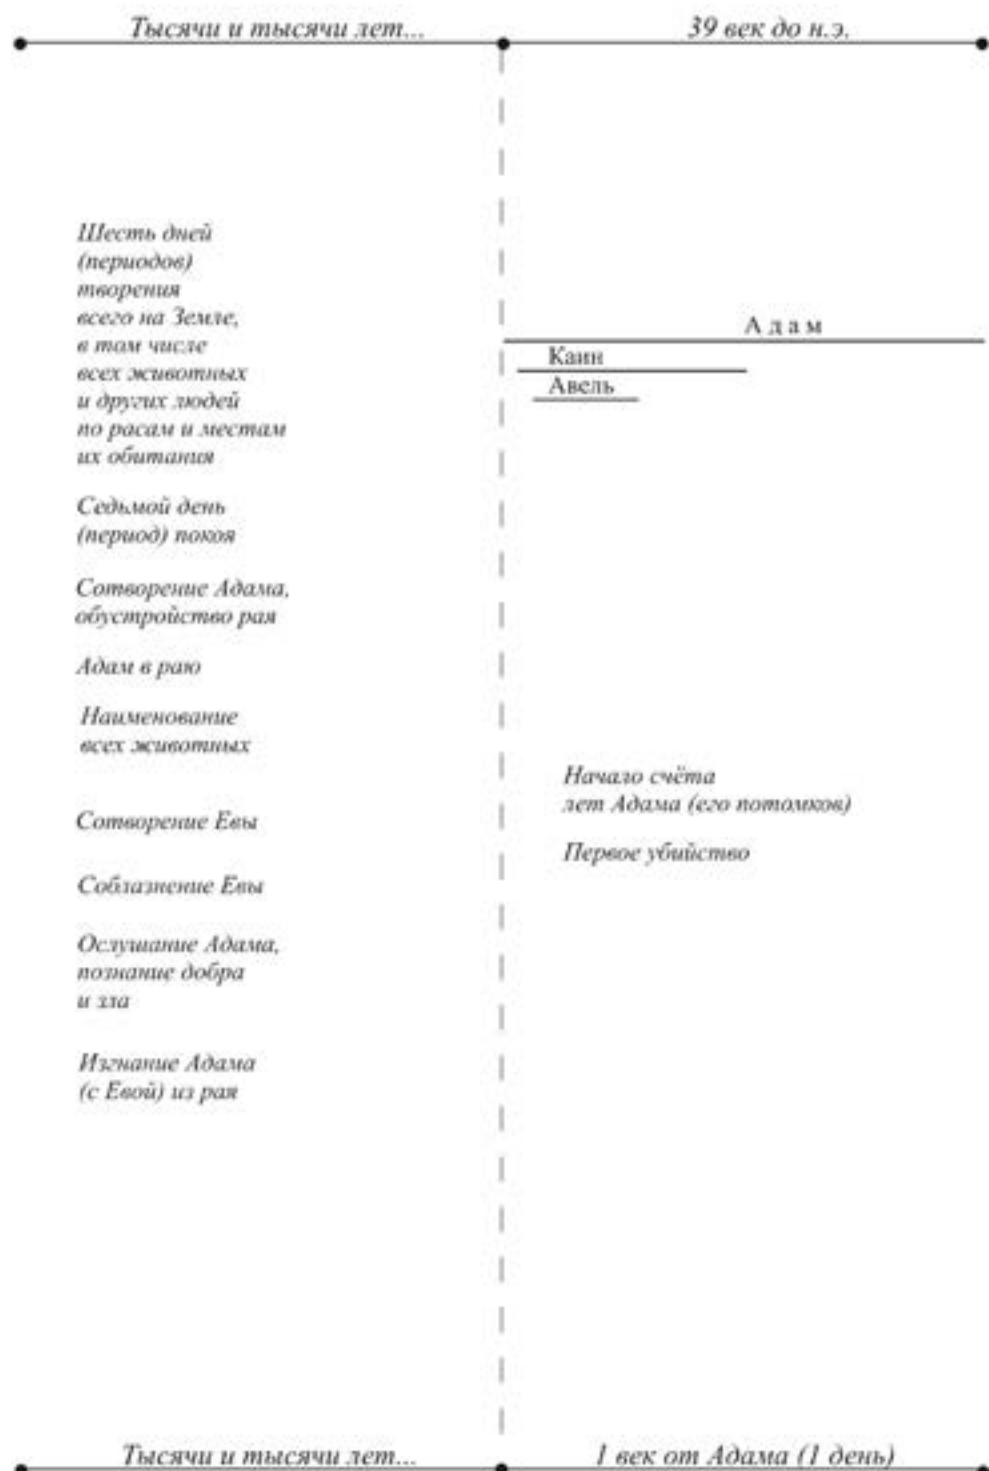 Тысячи и тысячи лет...
39 век до н.э.
Шесть дней
(периодов)
творения
всего на Земле,
в том числе
всех животных
и других людей
по расам и местам
их обитания
Седьмой день
(период) покоя
Сотворение Адама,
обустройство рая
Адам в раю
Наименование
всех животных
Сотворение Евы
Соблазнение Евы
Ослушание Адама,
познание добра
и зла
Изгнание Адама
(с Евой) из рая
Адам
Каин
Авель
Начало счёта
лет Адама (его потомков)
Первое убийство
Тысячи и тысячи лет...
1 век от Адама (1 день)